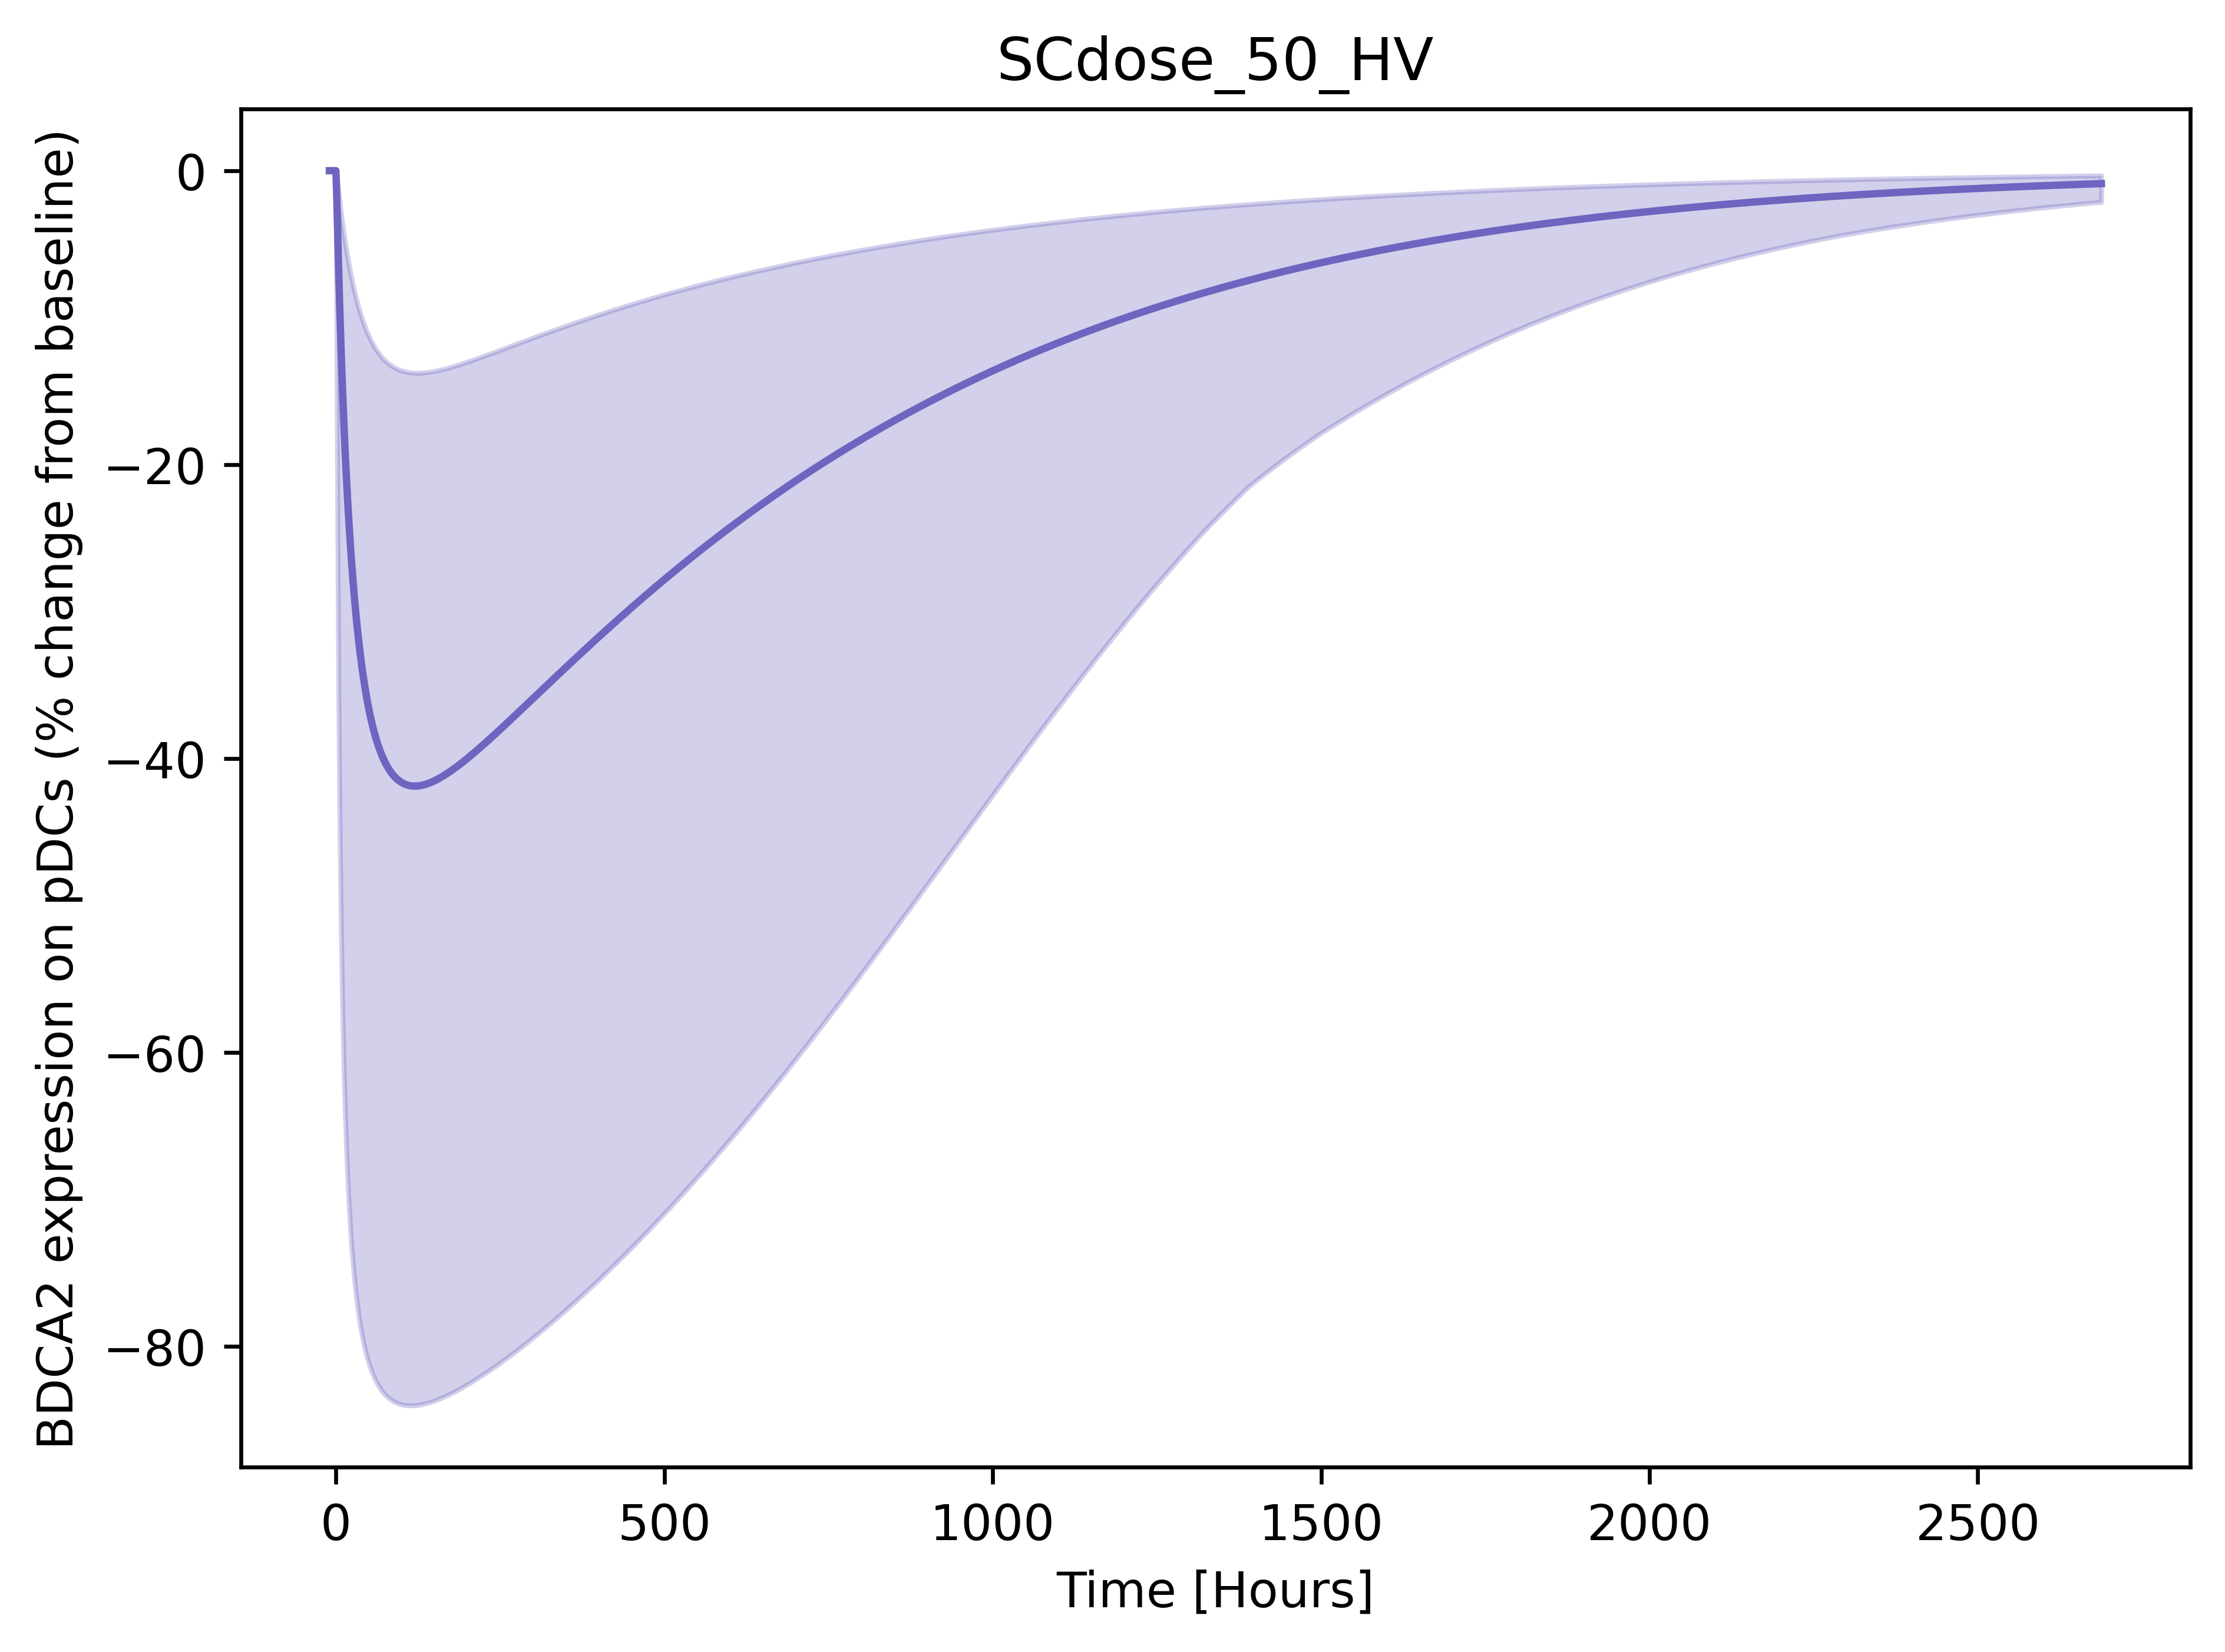 SCdose_50_HV
BDCA2 expression on pDCs (% change from baseline)
0
−20
−40
−60
−80
0 500 1000 1500 2000 2500
Time [Hours]